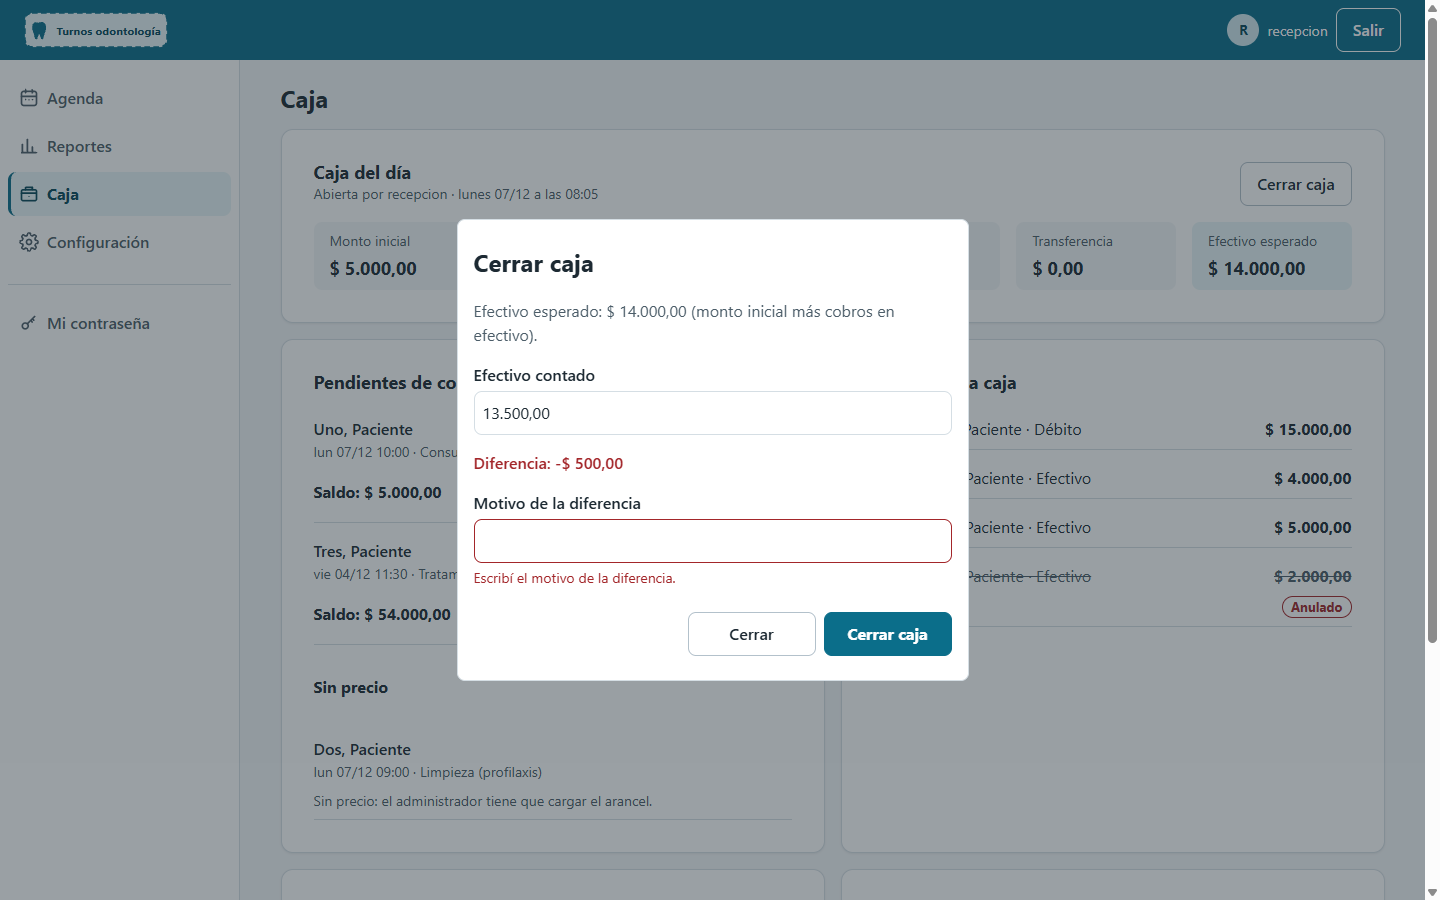 Turnos odontología
R
recepcion
Salir
Agenda
Reportes
Caja
Configuración
Mi contraseña
Caja
Caja del día
Abierta por recepcion · lunes 07/12 a las 08:05
Cerrar caja
Monto inicial
$ 5.000,00
Transferencia
$ 0,00
Efectivo esperado
$ 14.000,00
Cerrar caja
Efectivo esperado: $ 14.000,00 (monto inicial más cobros en
efectivo).
Efectivo contado
13.500,00
Diferencia: -$ 500,00
Motivo de la diferencia
Escribí el motivo de la diferencia.
Cerrar
Cerrar caja
Pendientes de co
Uno, Paciente
lun 07/12 10:00 · Consu
Saldo: $ 5.000,00
Tres, Paciente
vie 04/12 11:30 · Tratam
Saldo: $ 54.000,00
Sin precio
Dos, Paciente
lun 07/12 09:00 · Limpieza (profilaxis)
Sin precio: el administrador tiene que cargar el arancel.
a caja
Paciente · Débito
$ 15.000,00
Paciente · Efectivo
$ 4.000,00
Paciente · Efectivo
$ 5.000,00
Paciente · Efectivo
$ 2.000,00
Anulado